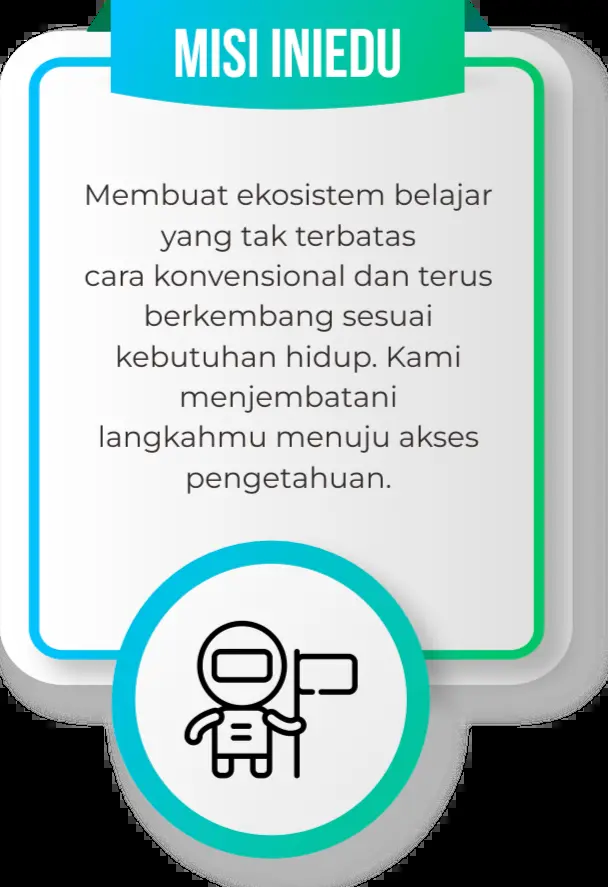 MISI INIEDU
Membuat ekosistem belajar
yang tak terbatas
cara konvensional dan terus
berkembang sesuai
kebutuhan hidup. Kami
menjembatani
langkahmu menuju akses
pengetahuan.